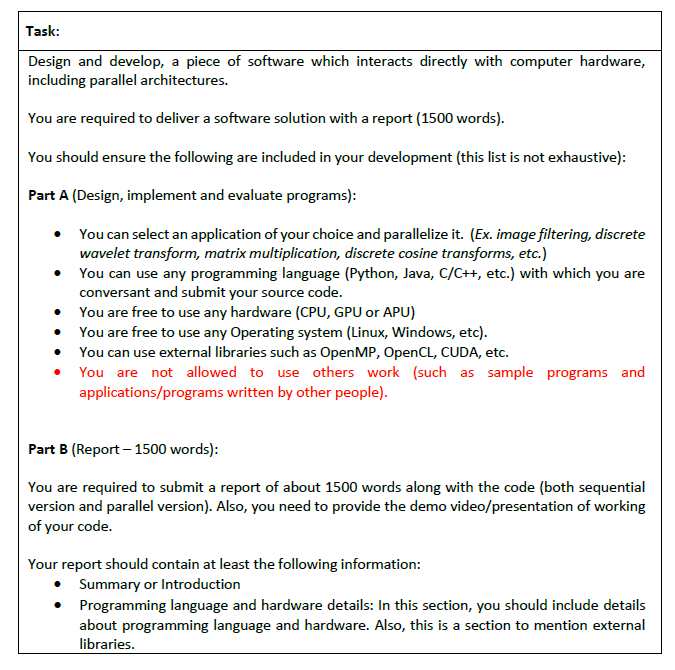 Task:
Design and develop, a piece of software which interacts directly with computer hardware,
including parallel architectures.
You are required to deliver a software solution with a report (1500 words).
You should ensure the following are included in your development (this list is not exhaustive):
Part A (Design, implement and evaluate programs):
• You can select an application of your choice and parallelize it. (Ex. image filtering, discrete
wavelet transform, matrix multiplication, discrete cosine transforms, etc.)
• You can use any programming language (Python, Java, C/C++, etc.) with which you are
conversant and submit your source code.
• You are free to use any hardware (CPU, GPU or APU)
• You are free to use any Operating system (Linux, Windows, etc).
• You can use external libraries such as OpenMP, OpenCL, CUDA, etc.
• You are not allowed to use others work (such as sample programs and
applications/programs written by other people).
Part B (Report – 1500 words):
You are required to submit a report of about 1500 words along with the code (both sequential
version and parallel version). Also, you need to provide the demo video/presentation of working
of your code.
Your report should contain at least the following information:
• Summary or Introduction
• Programming language and hardware details: In this section, you should include details
about programming language and hardware. Also, this is a section to mention external
libraries.